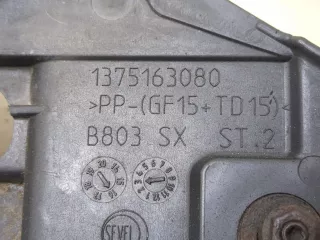 1375163080
>PP-(GF15+TD15)<
B803 SX ST.2
SEVEL